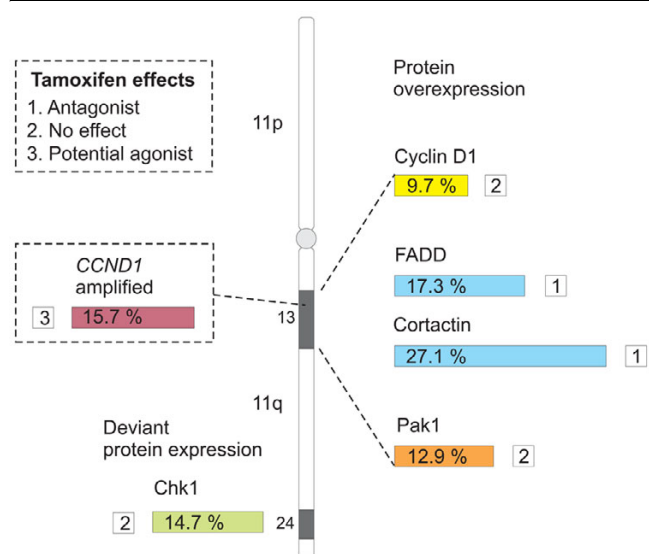 Tamoxifen effects
1. Antagonist
2. No effect
3. Potential agonist
11p
Protein
overexpression
Cyclin D1
9.7 % 2
CCND1
amplified
3 15.7 %
13
FADD
17.3 % 1
Cortactin
27.1 % 1
11q
Pak1
12.9 % 2
Deviant
protein expression
Chk1
2 14.7 % 24